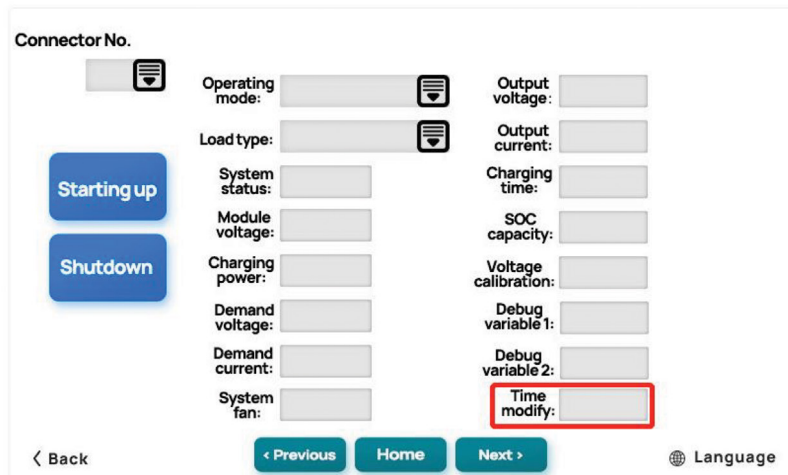 Connector No.
Operating
mode:
Load type:
System
status:
Module
voltage:
Charging
power:
Demand
voltage:
Demand
current:
System
fan:
Output
voltage:
Output
current:
Charging
time:
SOC
capacity:
Voltage
calibration:
Debug
variable 1:
Debug
variable 2:
Time
modify:
Starting up
Shutdown
< Back
< Previous
Home
Next >
Language